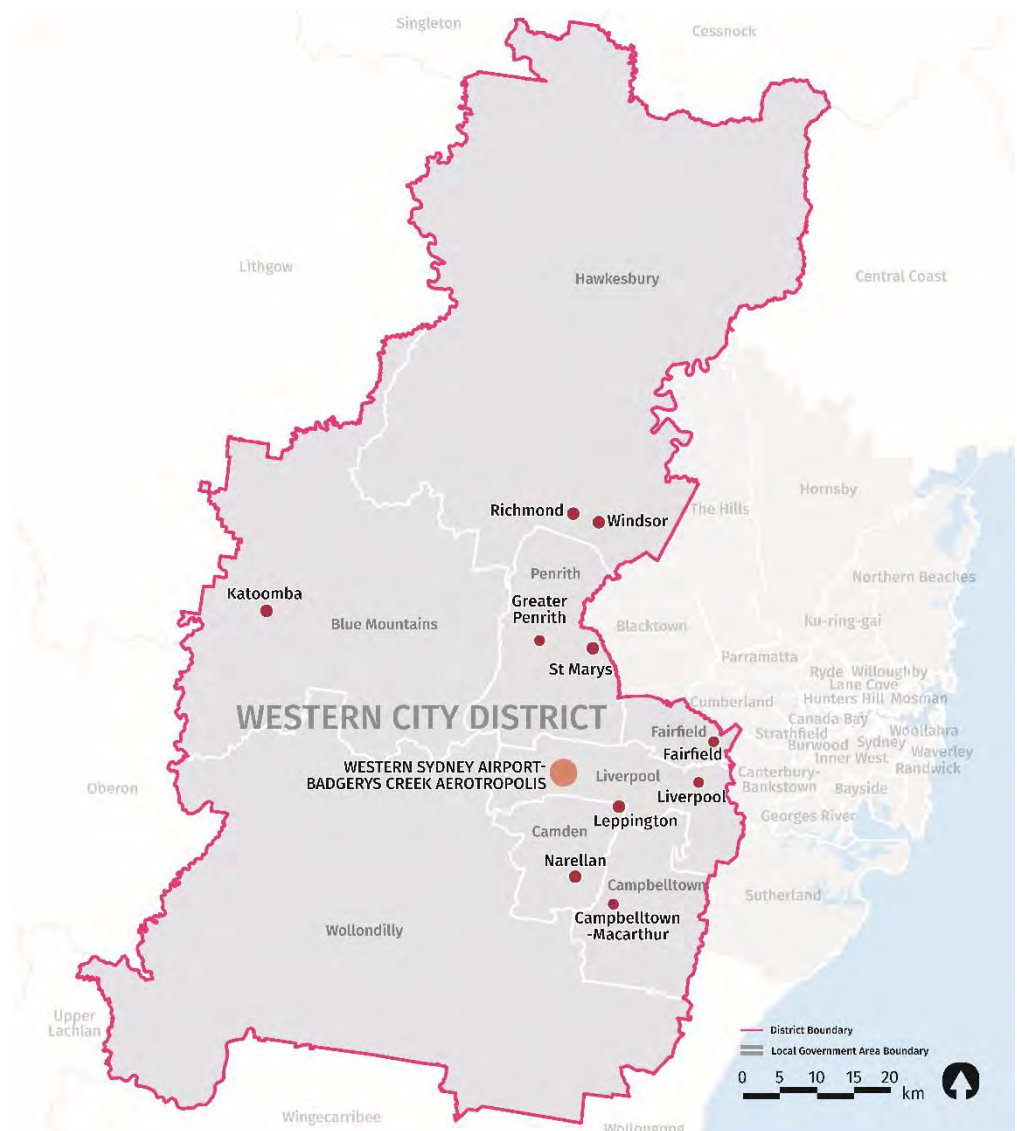 Singleton
Cessnock
Lithgow
Hawkesbury
Central Coast
Hornsby
Richmond
Windsor
The Hills
Penrith
Northern Beaches
Katoomba
Greater
Penrith
Blue Mountains
Blacktown
Ku-ring-gai
St Marys
Parramatta
Ryde Willoughby
Lane Cove
Hunters Hill Mosman
Cumberland
WESTERN CITY DISTRICT
Canada Bay
Fairfield
Strathfield
Woollahra
Fairfield
Burwood Sydney
Waverley
Inner West
Randwick
WESTERN SYDNEY AIRPORT-
BADGERYS CREEK AEROTROPOLIS
Liverpool
Canterbury-
Bankstown
Oberon
Liverpool
Bayside
Leppington
Georges River
Camden
Narellan
Campbelltown
Sutherland
Campbelltown
-Macarthur
Wollondilly
Upper
Lachlan
District Boundary
Local Government Area Boundary
0 5 10 15 20
km
Wingecarribee
Wollongong